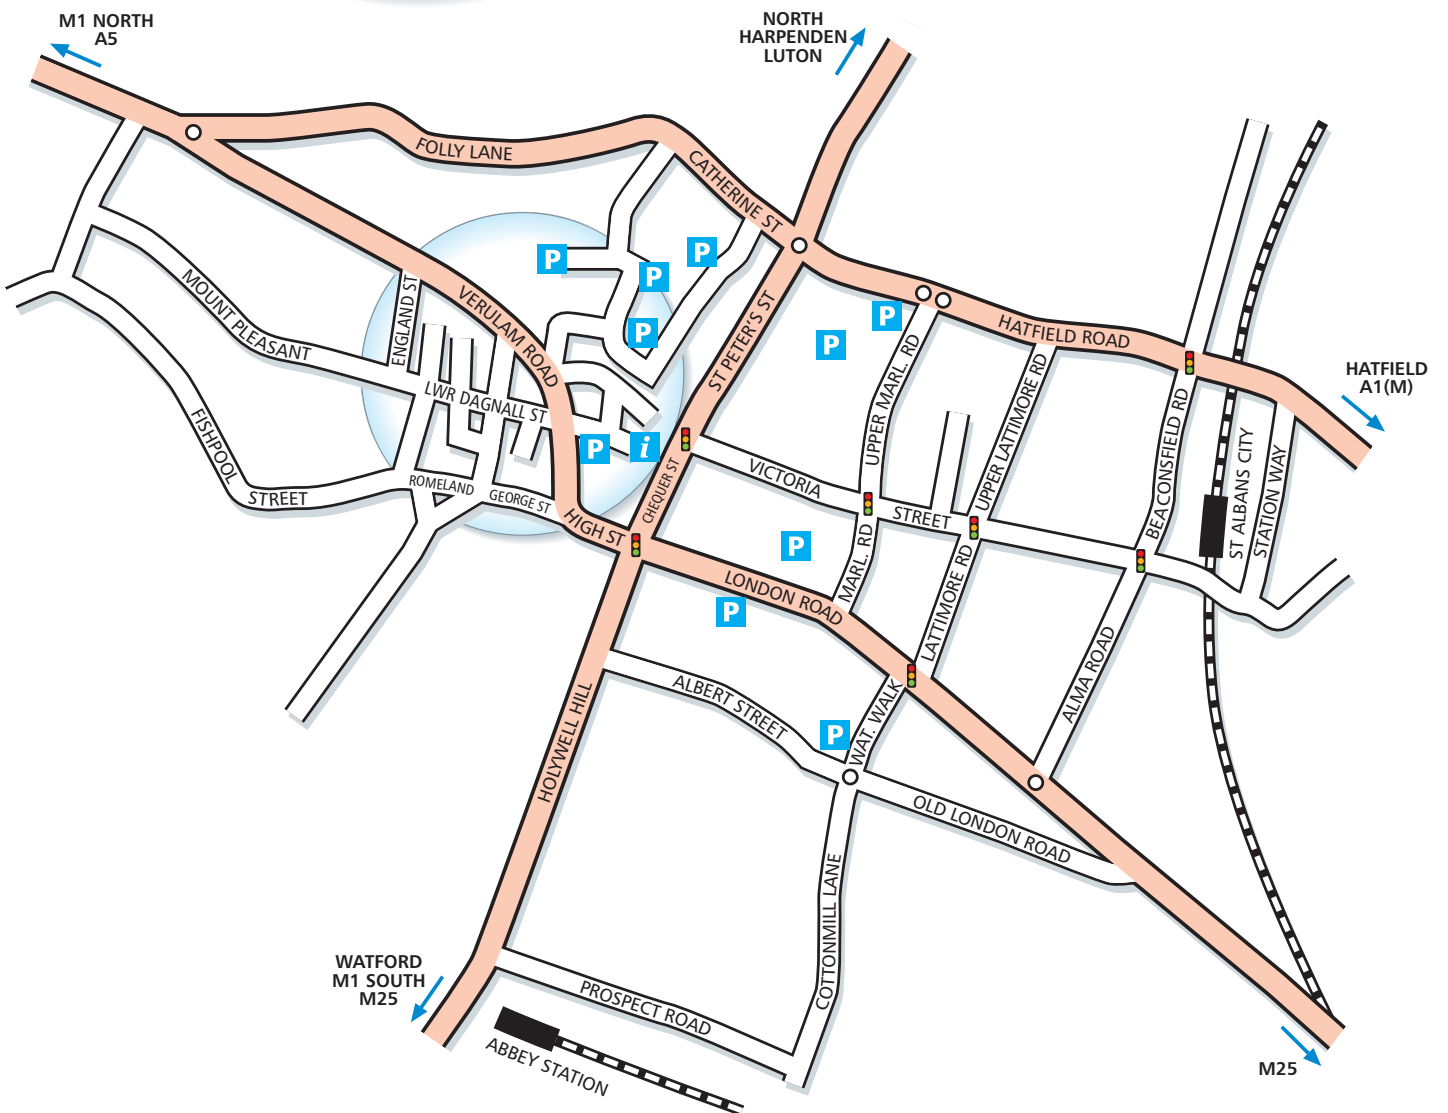 M1 NORTH
A5
NORTH
HARPENDEN
LUTON
FOLLY LANE
CATHERINE ST
P
P
P
P
MOUNT PLEASANT
ENGLAND ST
VERULAM ROAD
ST PETER'S ST
P
P
HATFIELD ROAD
HATFIELD
A1(M)
UPPER MARL. RD
UPPER LATTIMORE RD
BEACONSFIELD RD
LWR DAGNALL ST
FISHPOOL
STREET
P
i
CHEQUER ST
VICTORIA
STREET
ST ALBANS CITY
STATION WAY
ROMELAND
GEORGE ST
HIGH ST
P
MARL. RD
LONDON ROAD
P
LATTIMORE RD
ALMA ROAD
HOLYWELL HILL
ALBERT STREET
P
WAT. WALK
OLD LONDON ROAD
COTTONMILL LANE
WATFORD
M1 SOUTH
M25
PROSPECT ROAD
ABBEY STATION
M25